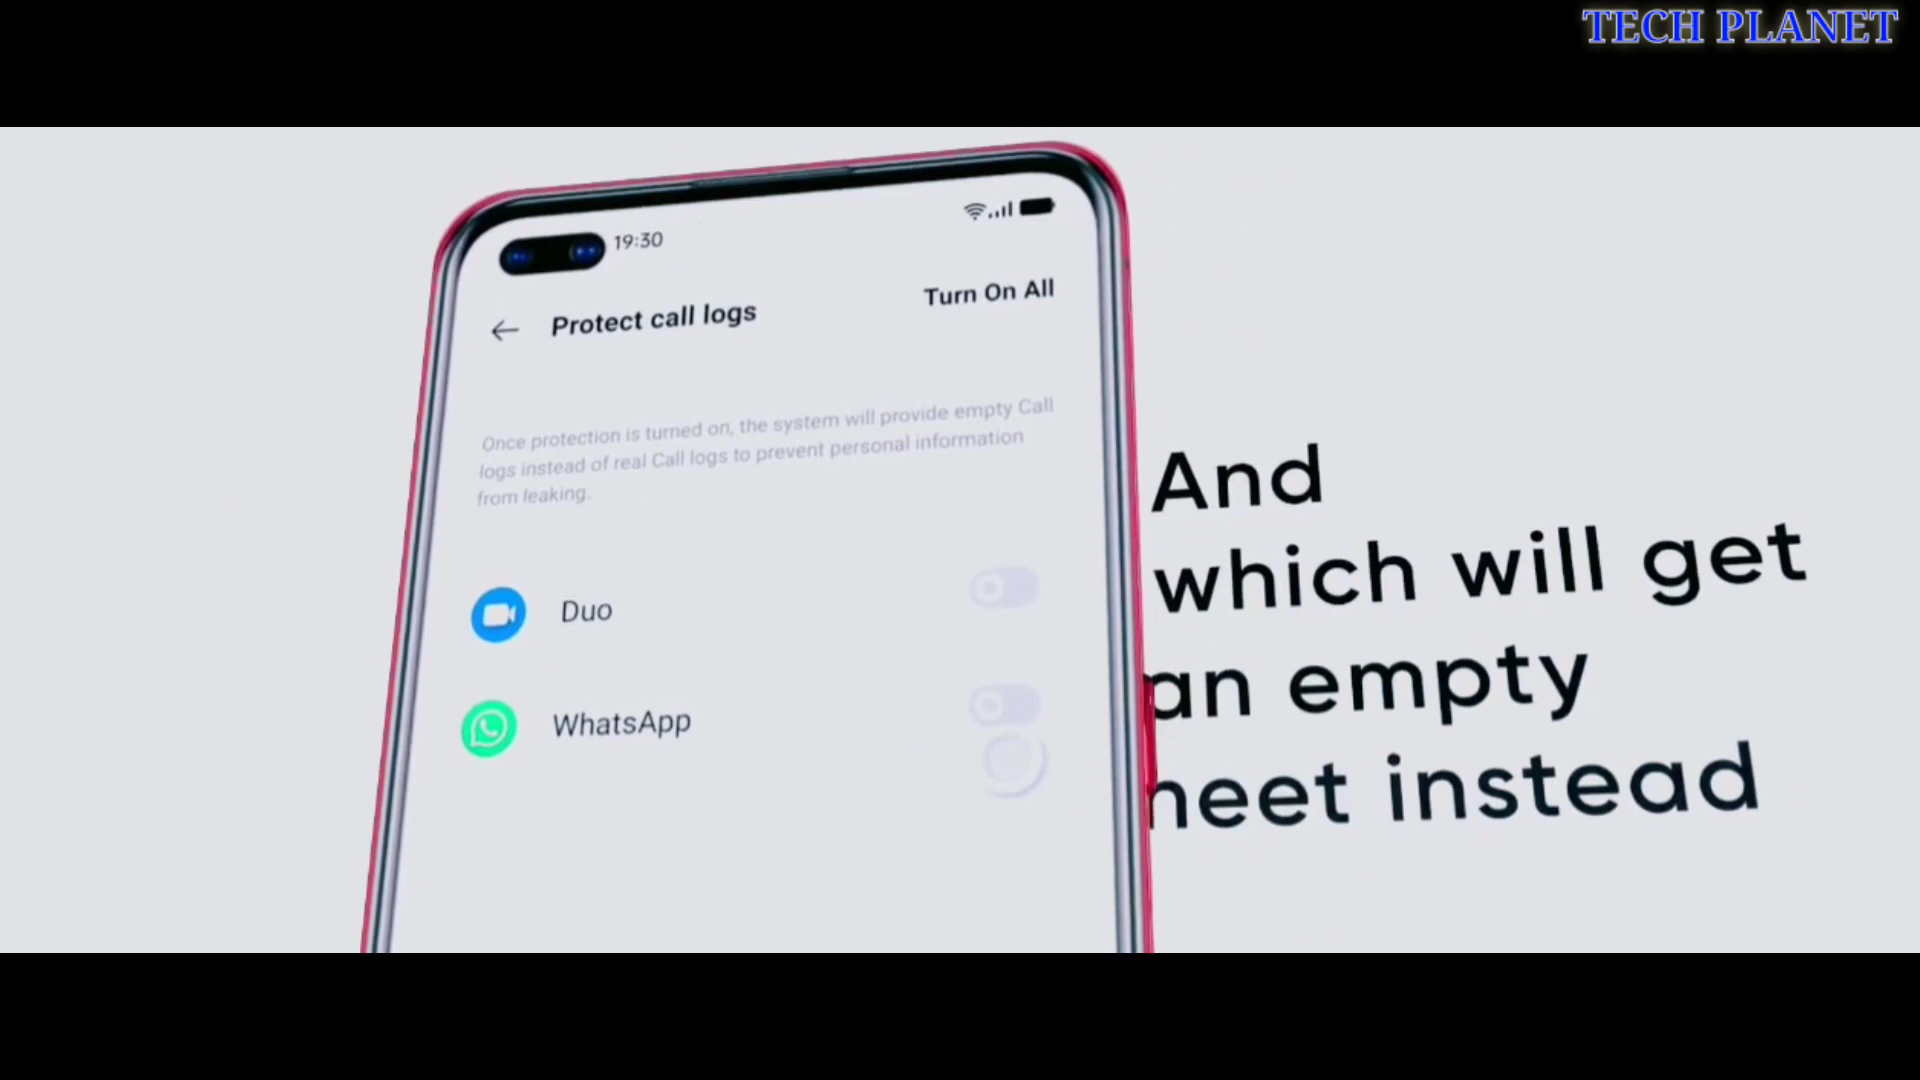 TECH PLANET
19:30
Protect call logs
Turn On All
Once protection is turned on, the system will provide empty Call
logs instead of real Call logs to prevent personal information
from leaking.
Duo
WhatsApp
And
which will get
an empty
heet instead